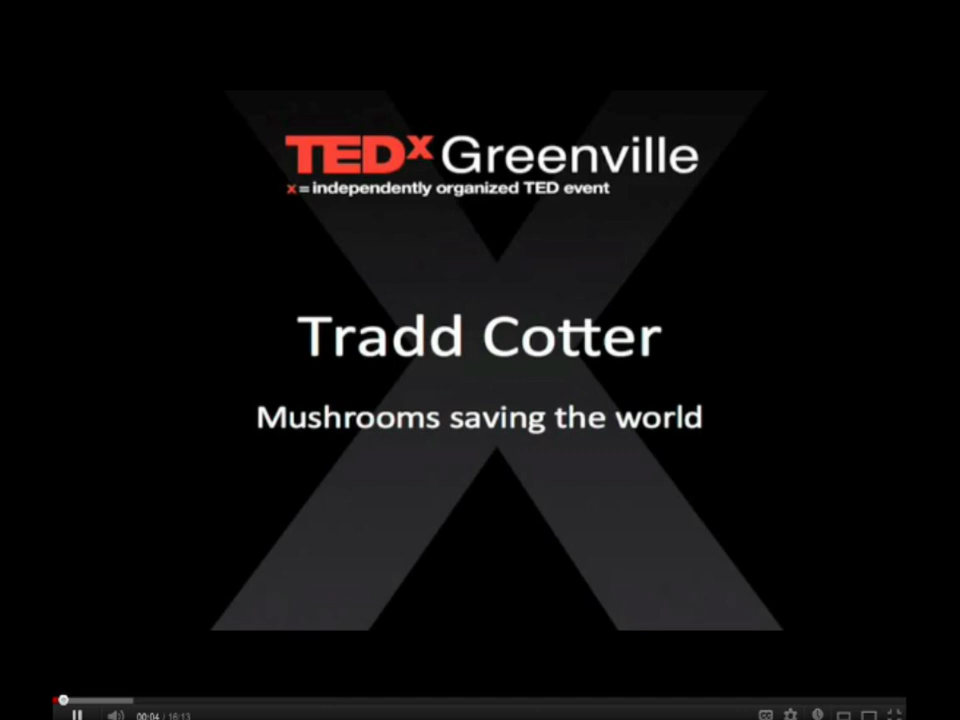 TEDx Greenville
x = independently organized TED event
Tradd Cotter
Mushrooms saving the world
00:04 / 16:13